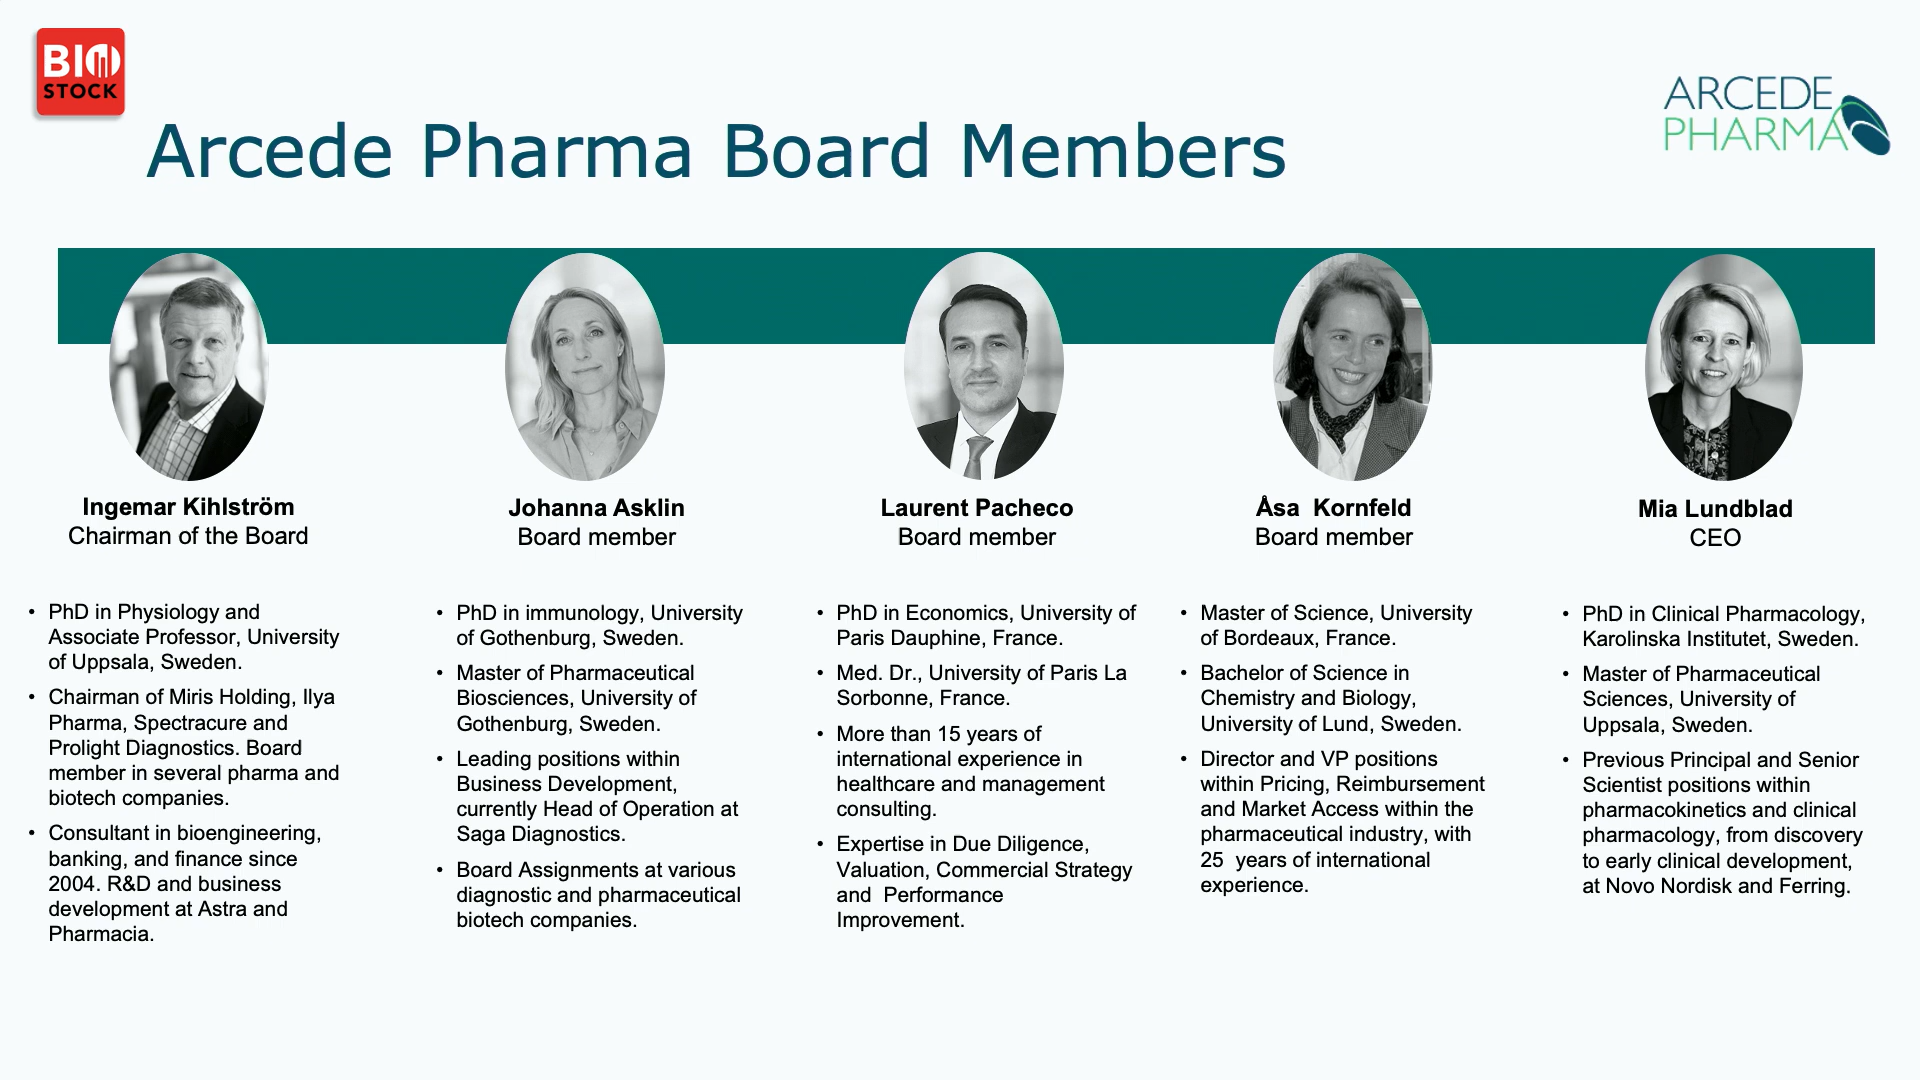 BIO
STOCK
ARCEDE
PHARMA
Arcede Pharma Board Members
Ingemar Kihlström
Chairman of the Board
• PhD in Physiology and
Associate Professor, University
of Uppsala, Sweden.
• Chairman of Miris Holding, Ilya
Pharma, Spectracure and
Prolight Diagnostics. Board
member in several pharma and
biotech companies.
• Consultant in bioengineering,
banking, and finance since
2004. R&D and business
development at Astra and
Pharmacia.
Johanna Asklin
Board member
• PhD in immunology, University
of Gothenburg, Sweden.
• Master of Pharmaceutical
Biosciences, University of
Gothenburg, Sweden.
• Leading positions within
Business Development,
currently Head of Operation at
Saga Diagnostics.
• Board Assignments at various
diagnostic and pharmaceutical
biotech companies.
Laurent Pacheco
Board member
• PhD in Economics, University of
Paris Dauphine, France.
• Med. Dr., University of Paris La
Sorbonne, France.
• More than 15 years of
international experience in
healthcare and management
consulting.
• Expertise in Due Diligence,
Valuation, Commercial Strategy
and  Performance
Improvement.
Åsa  Kornfeld
Board member
• Master of Science, University
of Bordeaux, France.
• Bachelor of Science in
Chemistry and Biology,
University of Lund, Sweden.
• Director and VP positions
within Pricing, Reimbursement
and Market Access within the
pharmaceutical industry, with
25  years of international
experience.
Mia Lundblad
CEO
• PhD in Clinical Pharmacology,
Karolinska Institutet, Sweden.
• Master of Pharmaceutical
Sciences, University of
Uppsala, Sweden.
• Previous Principal and Senior
Scientist positions within
pharmacokinetics and clinical
pharmacology, from discovery
to early clinical development,
at Novo Nordisk and Ferring.